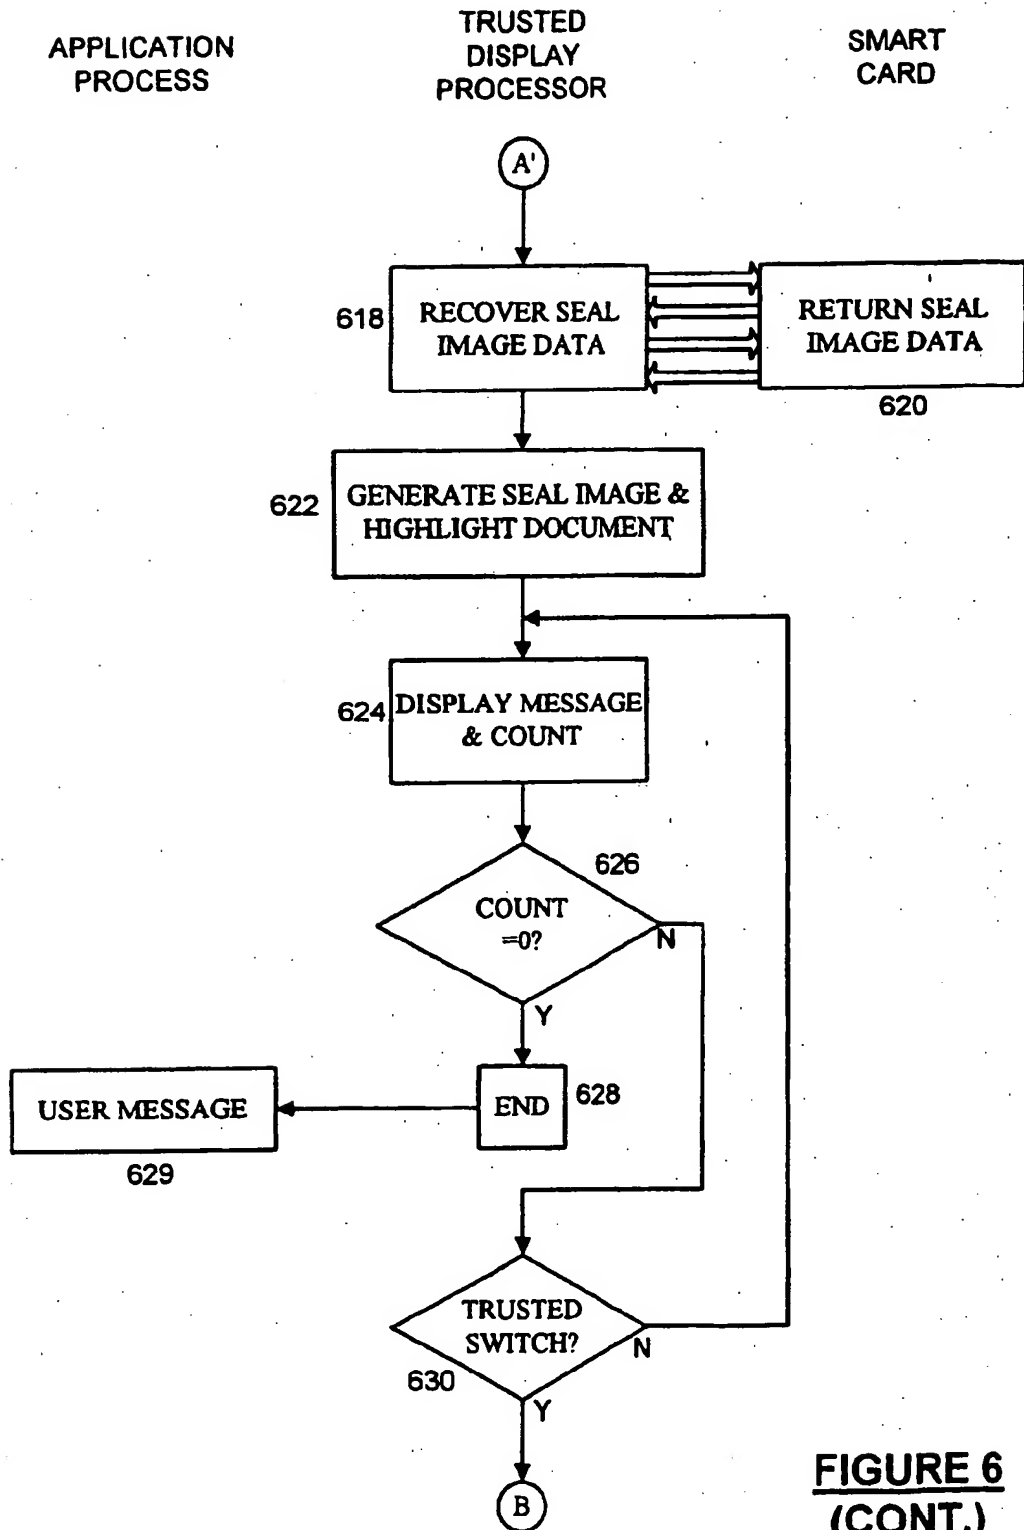 APPLICATION
PROCESS
TRUSTED
DISPLAY
PROCESSOR
SMART
CARD
A'
618
RECOVER SEAL
IMAGE DATA
RETURN SEAL
IMAGE DATA
620
622
GENERATE SEAL IMAGE &
HIGHLIGHT DOCUMENT
624
DISPLAY MESSAGE
& COUNT
626
COUNT
=0?
N
Y
USER MESSAGE
629
END
628
TRUSTED
SWITCH?
N
630
Y
B
FIGURE 6
(CONT.)